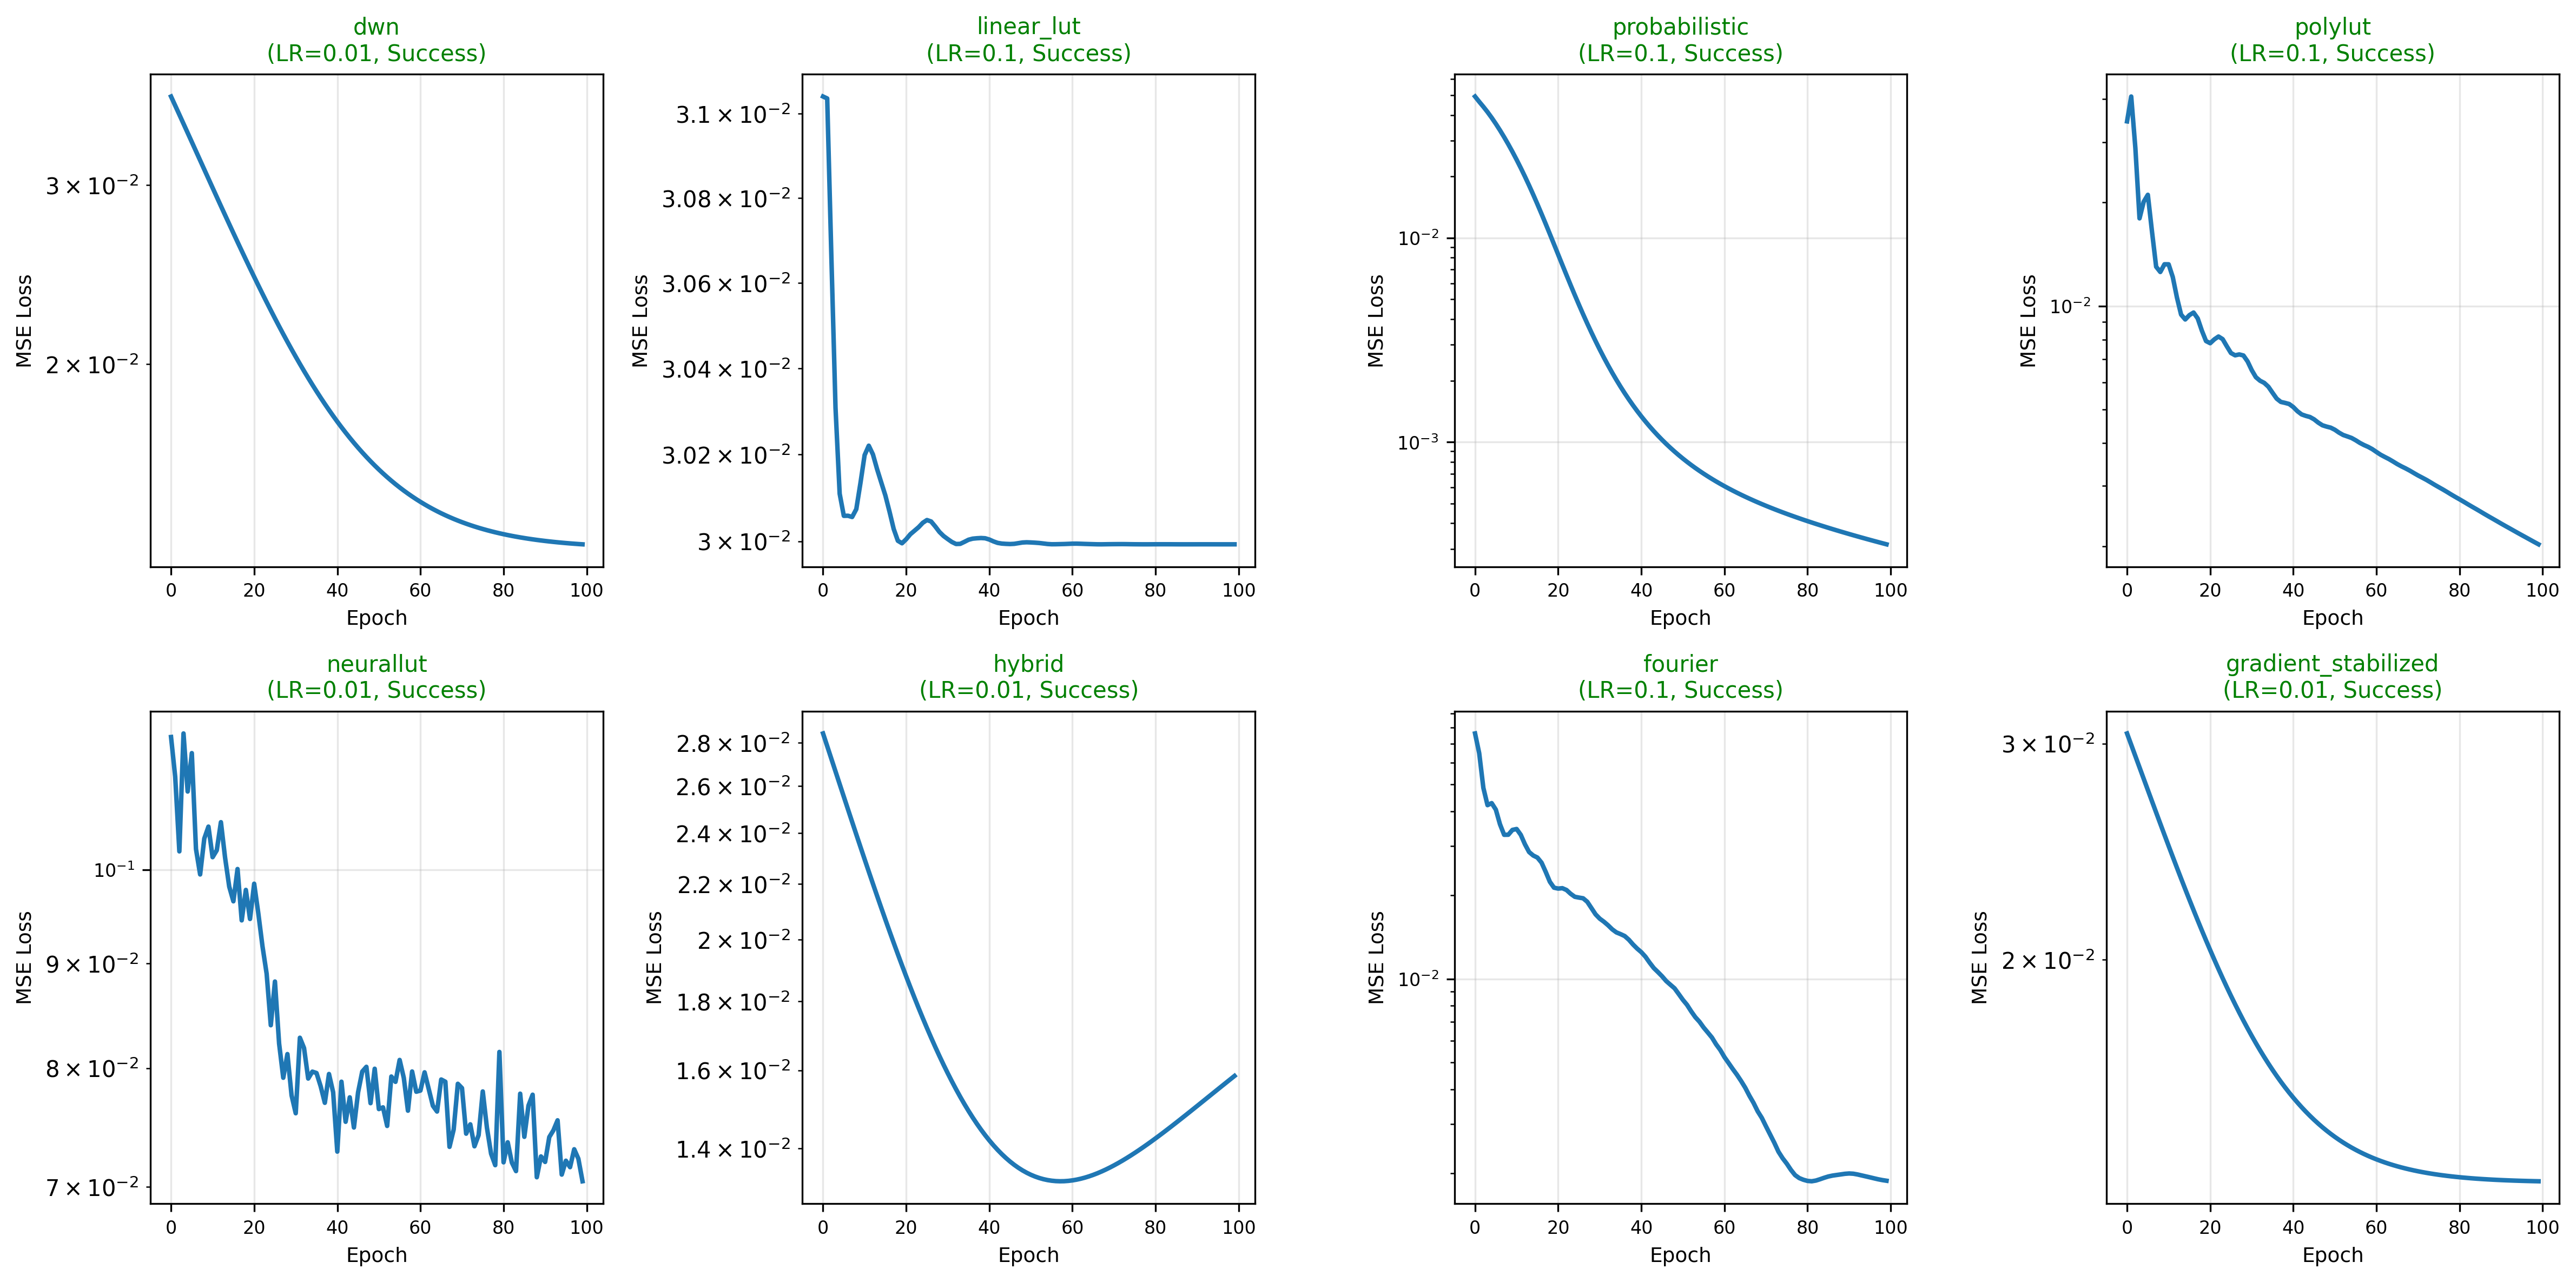 dwn
(LR=0.01, Success)
MSE Loss
3 × 10⁻²
2 × 10⁻²
0 20 40 60 80 100
Epoch
linear_lut
(LR=0.1, Success)
MSE Loss
3.1 × 10⁻²
3.08 × 10⁻²
3.06 × 10⁻²
3.04 × 10⁻²
3.02 × 10⁻²
3 × 10⁻²
0 20 40 60 80 100
Epoch
probabilistic
(LR=0.1, Success)
MSE Loss
10⁻²
10⁻³
0 20 40 60 80 100
Epoch
polylut
(LR=0.1, Success)
MSE Loss
10⁻²
0 20 40 60 80 100
Epoch
neurallut
(LR=0.01, Success)
MSE Loss
10⁻¹
9 × 10⁻²
8 × 10⁻²
7 × 10⁻²
0 20 40 60 80 100
Epoch
hybrid
(LR=0.01, Success)
MSE Loss
2.8 × 10⁻²
2.6 × 10⁻²
2.4 × 10⁻²
2.2 × 10⁻²
2 × 10⁻²
1.8 × 10⁻²
1.6 × 10⁻²
1.4 × 10⁻²
0 20 40 60 80 100
Epoch
fourier
(LR=0.1, Success)
MSE Loss
10⁻²
0 20 40 60 80 100
Epoch
gradient_stabilized
(LR=0.01, Success)
MSE Loss
3 × 10⁻²
2 × 10⁻²
0 20 40 60 80 100
Epoch